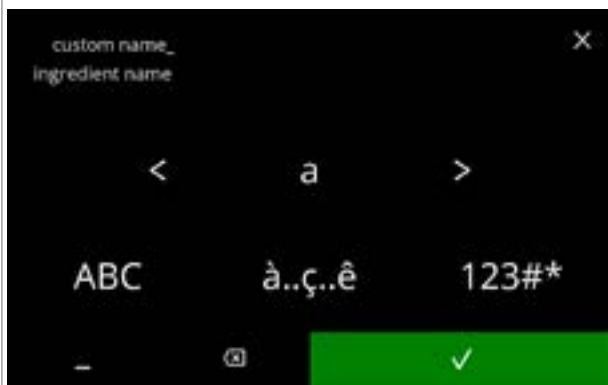 custom name_
ingredient name
< a >
ABC à..ç..ê 123#*
_